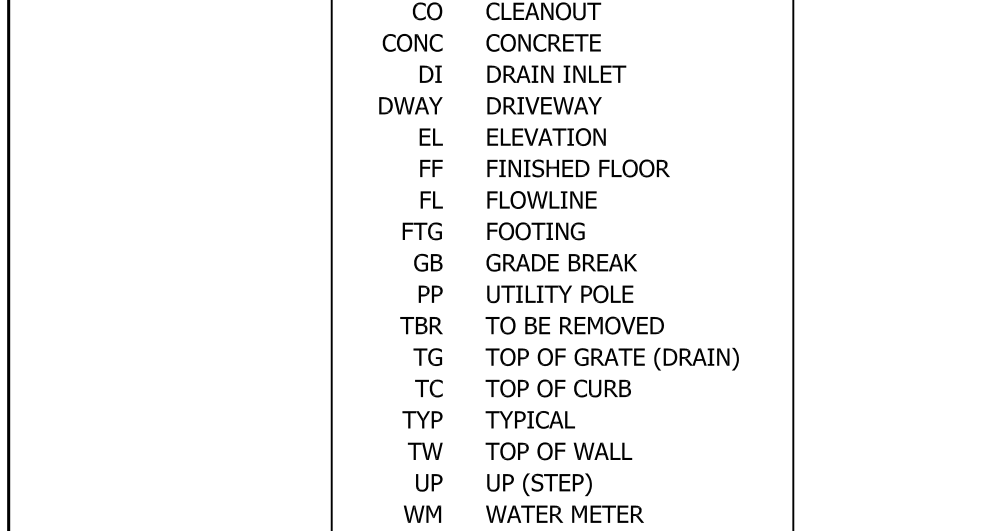 CO CLEANOUT
CONC CONCRETE
DI DRAIN INLET
DWAY DRIVEWAY
EL ELEVATION
FF FINISHED FLOOR
FL FLOWLINE
FTG FOOTING
GB GRADE BREAK
PP UTILITY POLE
TBR TO BE REMOVED
TG TOP OF GRATE (DRAIN)
TC TOP OF CURB
TYP TYPICAL
TW TOP OF WALL
UP UP (STEP)
WM WATER METER